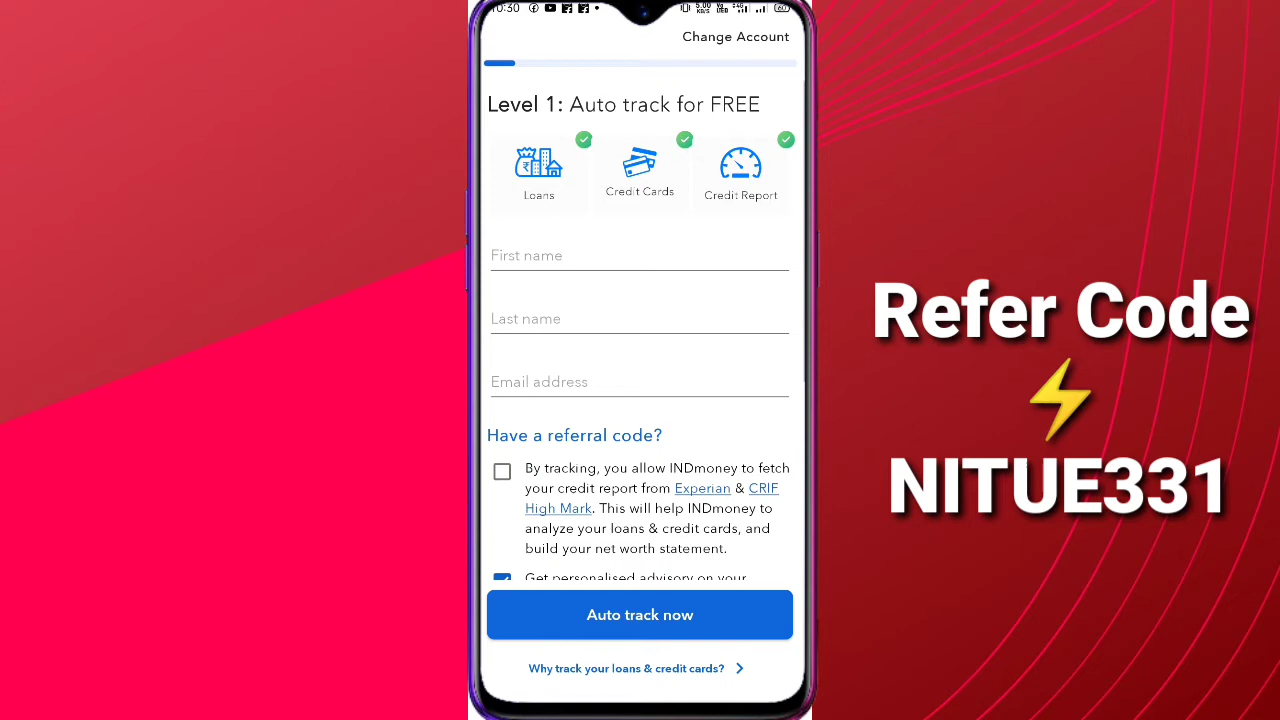 10:30
5.00
KB/S
Change Account
Level 1: Auto track for FREE
Loans
Credit Cards
Credit Report
First name
Last name
Email address
Have a referral code?
By tracking, you allow INDmoney to fetch
your credit report from Experian & CRIF
High Mark. This will help INDmoney to
analyze your loans & credit cards, and
build your net worth statement.
Get personalised advisory on your
Auto track now
Why track your loans & credit cards?
Refer Code
NITUE331